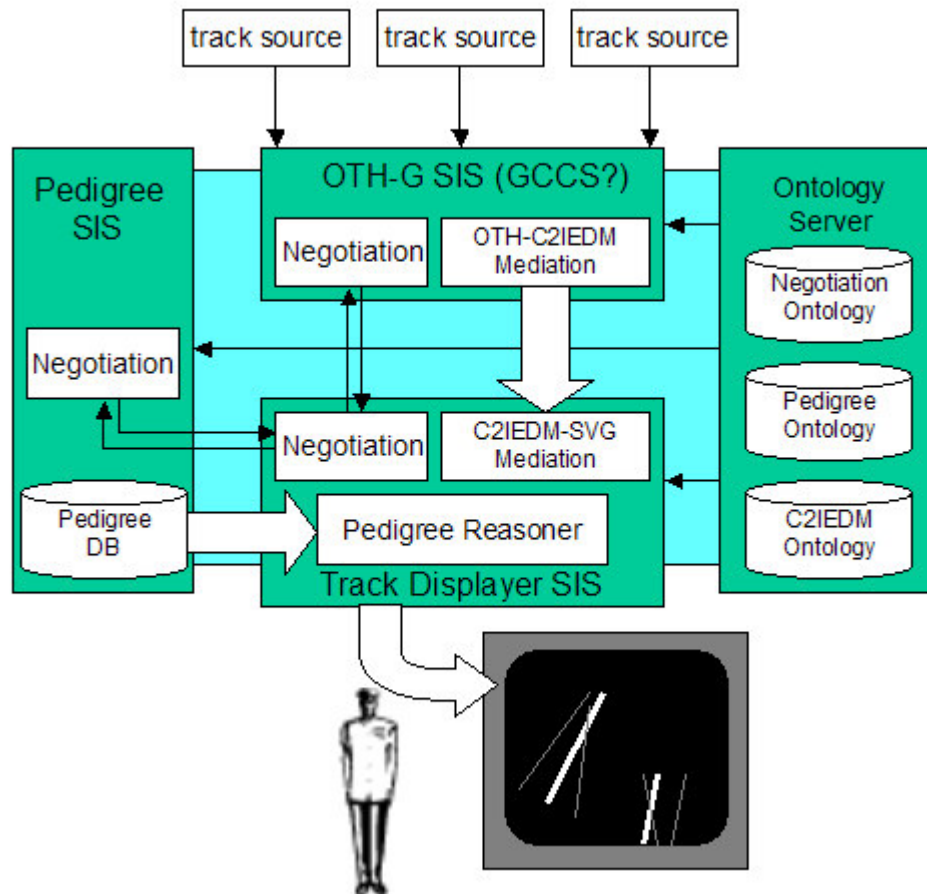 track source
track source
track source
Pedigree
SIS
OTH-G SIS (GCCS?)
Ontology
Server
Negotiation
OTH-C2IEDM
Mediation
Negotiation
Ontology
Negotiation
Pedigree
Ontology
Negotiation
C2IEDM-SVG
Mediation
Pedigree
DB
Pedigree Reasoner
C2IEDM
Ontology
Track Displayer SIS